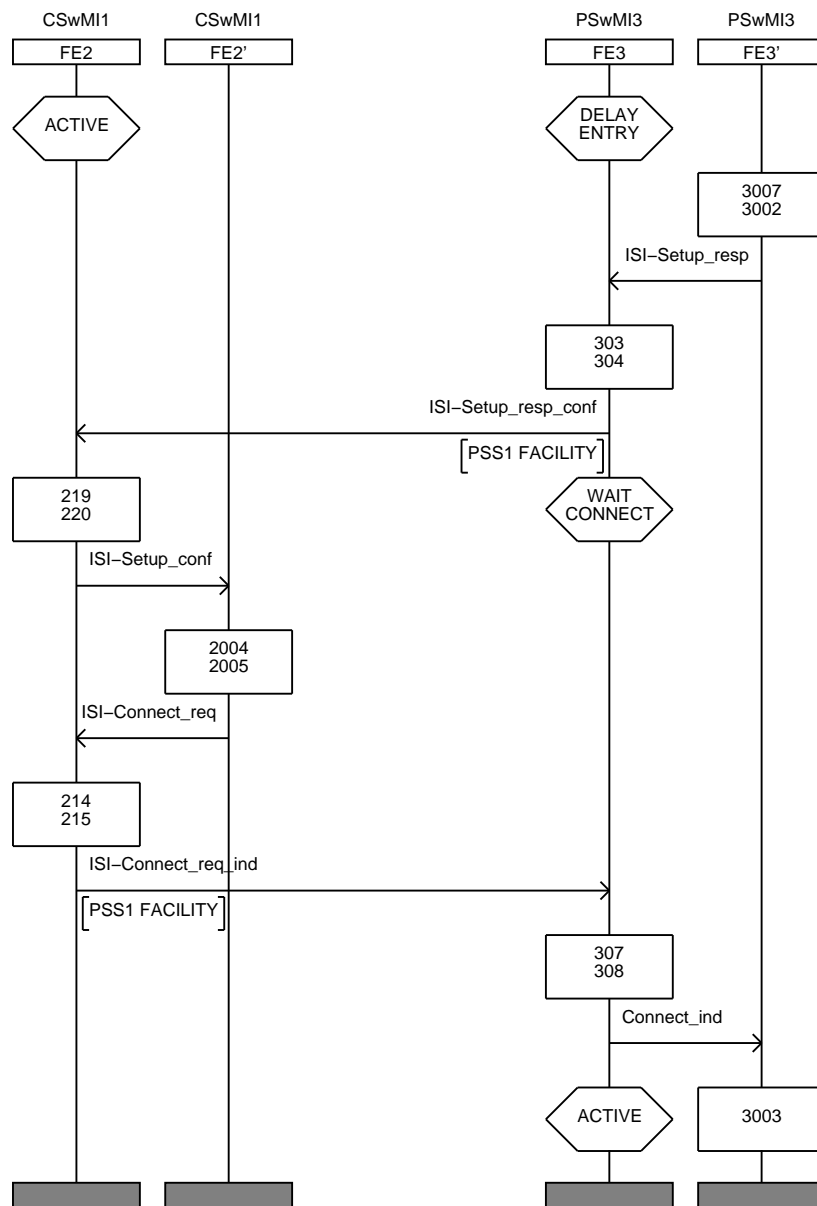 CSwMI1 CSwMI1 PSwMI3 PSwMI3
FE2 FE2' FE3 FE3'
ACTIVE
DELAY
ENTRY
3007
3002
ISI−Setup_resp
303
304
ISI−Setup_resp_conf
PSS1 FACILITY
219
220
WAIT
CONNECT
ISI−Setup_conf
2004
2005
ISI−Connect_req
214
215
ISI−Connect_req_ind
PSS1 FACILITY
307
308
Connect_ind
ACTIVE
3003